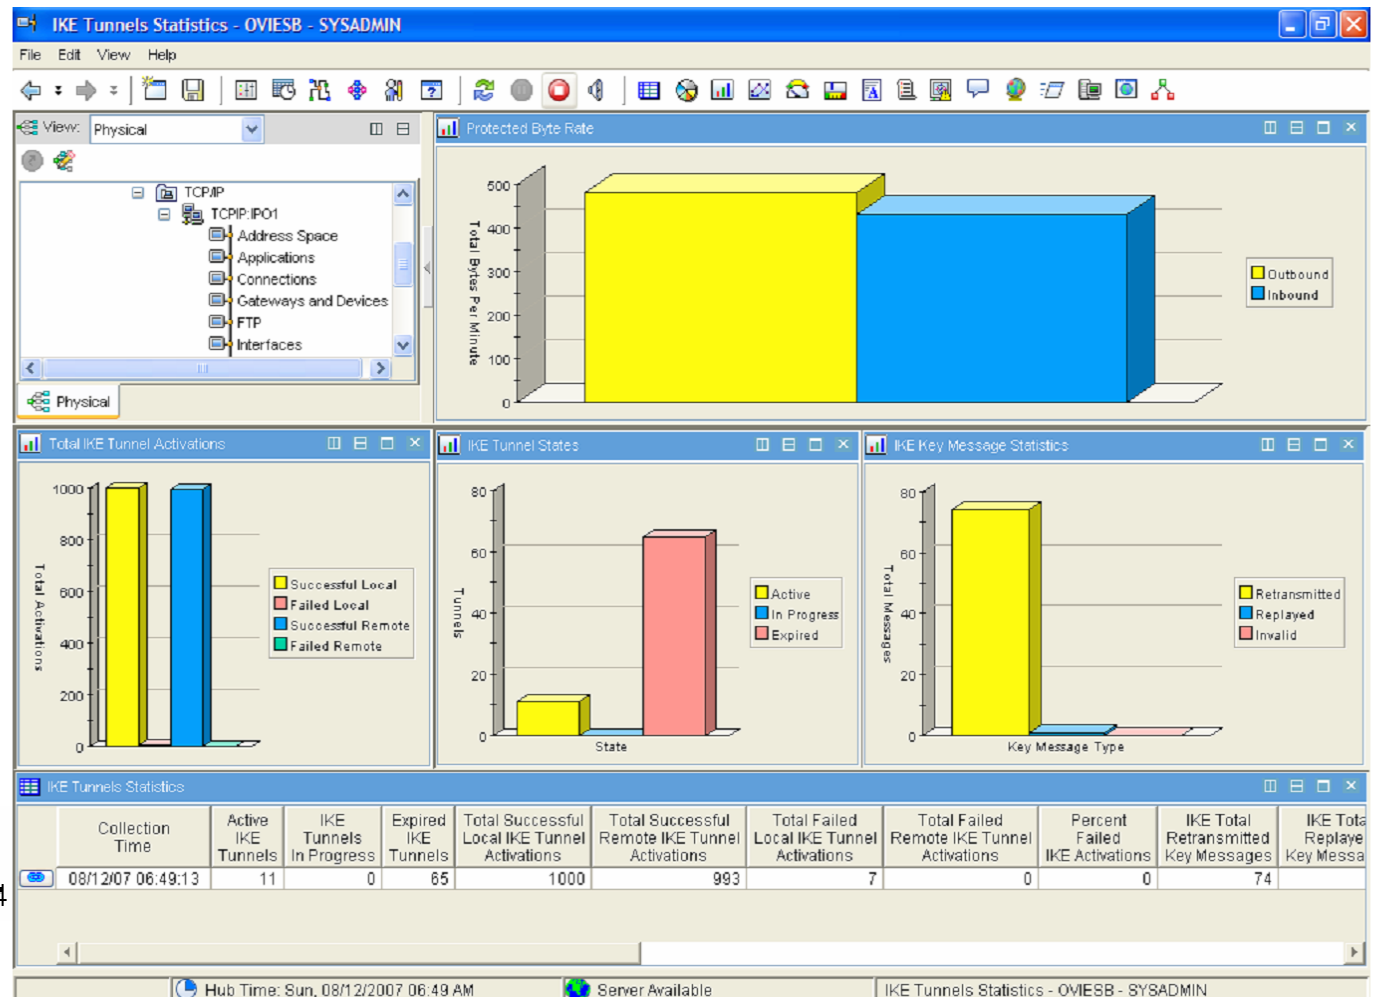 IKE Tunnels Statistics - OVIESB - SYSADMIN
File Edit View Help
View: Physical
TCP/IP
TCPIP:IPO1
Address Space
Applications
Connections
Gateways and Devices
FTP
Interfaces
Physical
Protected Byte Rate
Total Bytes Per Minute
500
400
300
200
100
0
Outbound
Inbound
Total IKE Tunnel Activations
Total Activations
1000
800
600
400
200
0
Successful Local
Failed Local
Successful Remote
Failed Remote
IKE Tunnel States
Tunnels
80
60
40
20
0
State
Active
In Progress
Expired
IKE Key Message Statistics
Total Messages
80
60
40
20
0
Key Message Type
Retransmitted
Replayed
Invalid
IKE Tunnels Statistics
Collection Time
Active IKE Tunnels
IKE Tunnels In Progress
Expired IKE Tunnels
Total Successful Local IKE Tunnel Activations
Total Successful Remote IKE Tunnel Activations
Total Failed Local IKE Tunnel Activations
Total Failed Remote IKE Tunnel Activations
Percent Failed IKE Activations
IKE Total Retransmitted Key Messages
IKE Tota Replaye Key Messa
08/12/07 06:49:13 11 0 65 1000 993 7 0 0 74
4
Hub Time: Sun, 08/12/2007 06:49 AM
Server Available
IKE Tunnels Statistics - OVIESB - SYSADMIN